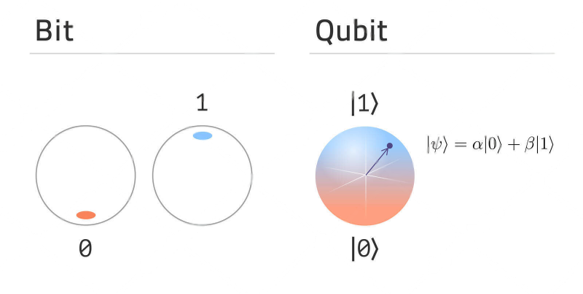 Bit
Qubit
1
0
|1⟩
|ψ⟩ = α|0⟩ + β|1⟩
|0⟩